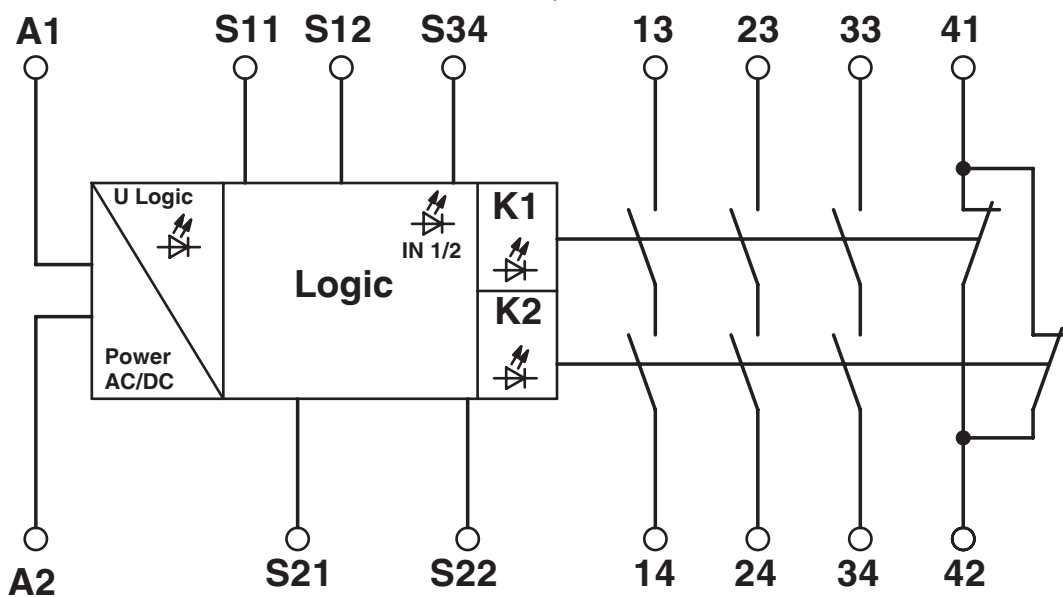 A1 S11 S12 S34 13 23 33 41
U Logic
K1
IN 1/2
Logic
K2
Power
AC/DC
A2 S21 S22 14 24 34 42